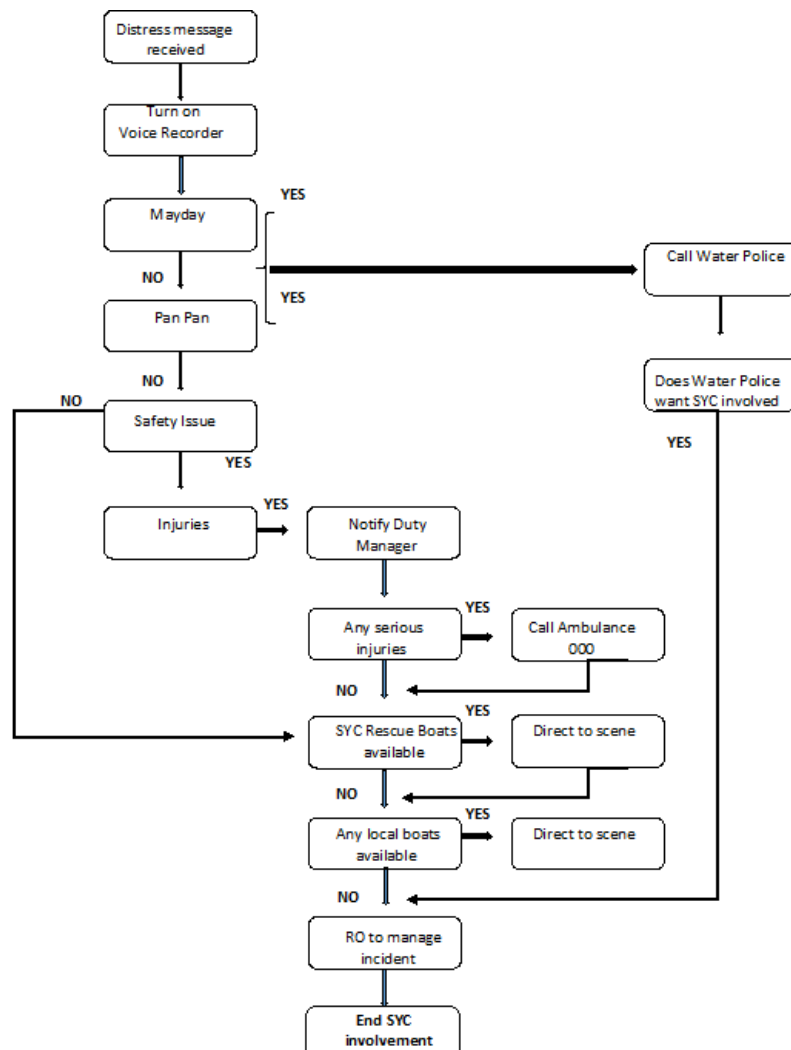 Distress message
received
Turn on
Voice Recorder
YES
Mayday
NO
YES
Call Water Police
Pan Pan
NO
Does Water Police
want SYC involved
NO
Safety Issue
YES
YES
YES
Injuries
Notify Duty
Manager
YES
Any serious
injuries
Call Ambulance
000
NO
YES
SYC Rescue Boats
available
Direct to scene
NO
YES
Any local boats
available
Direct to scene
NO
RO to manage
incident
End SYC
involvement